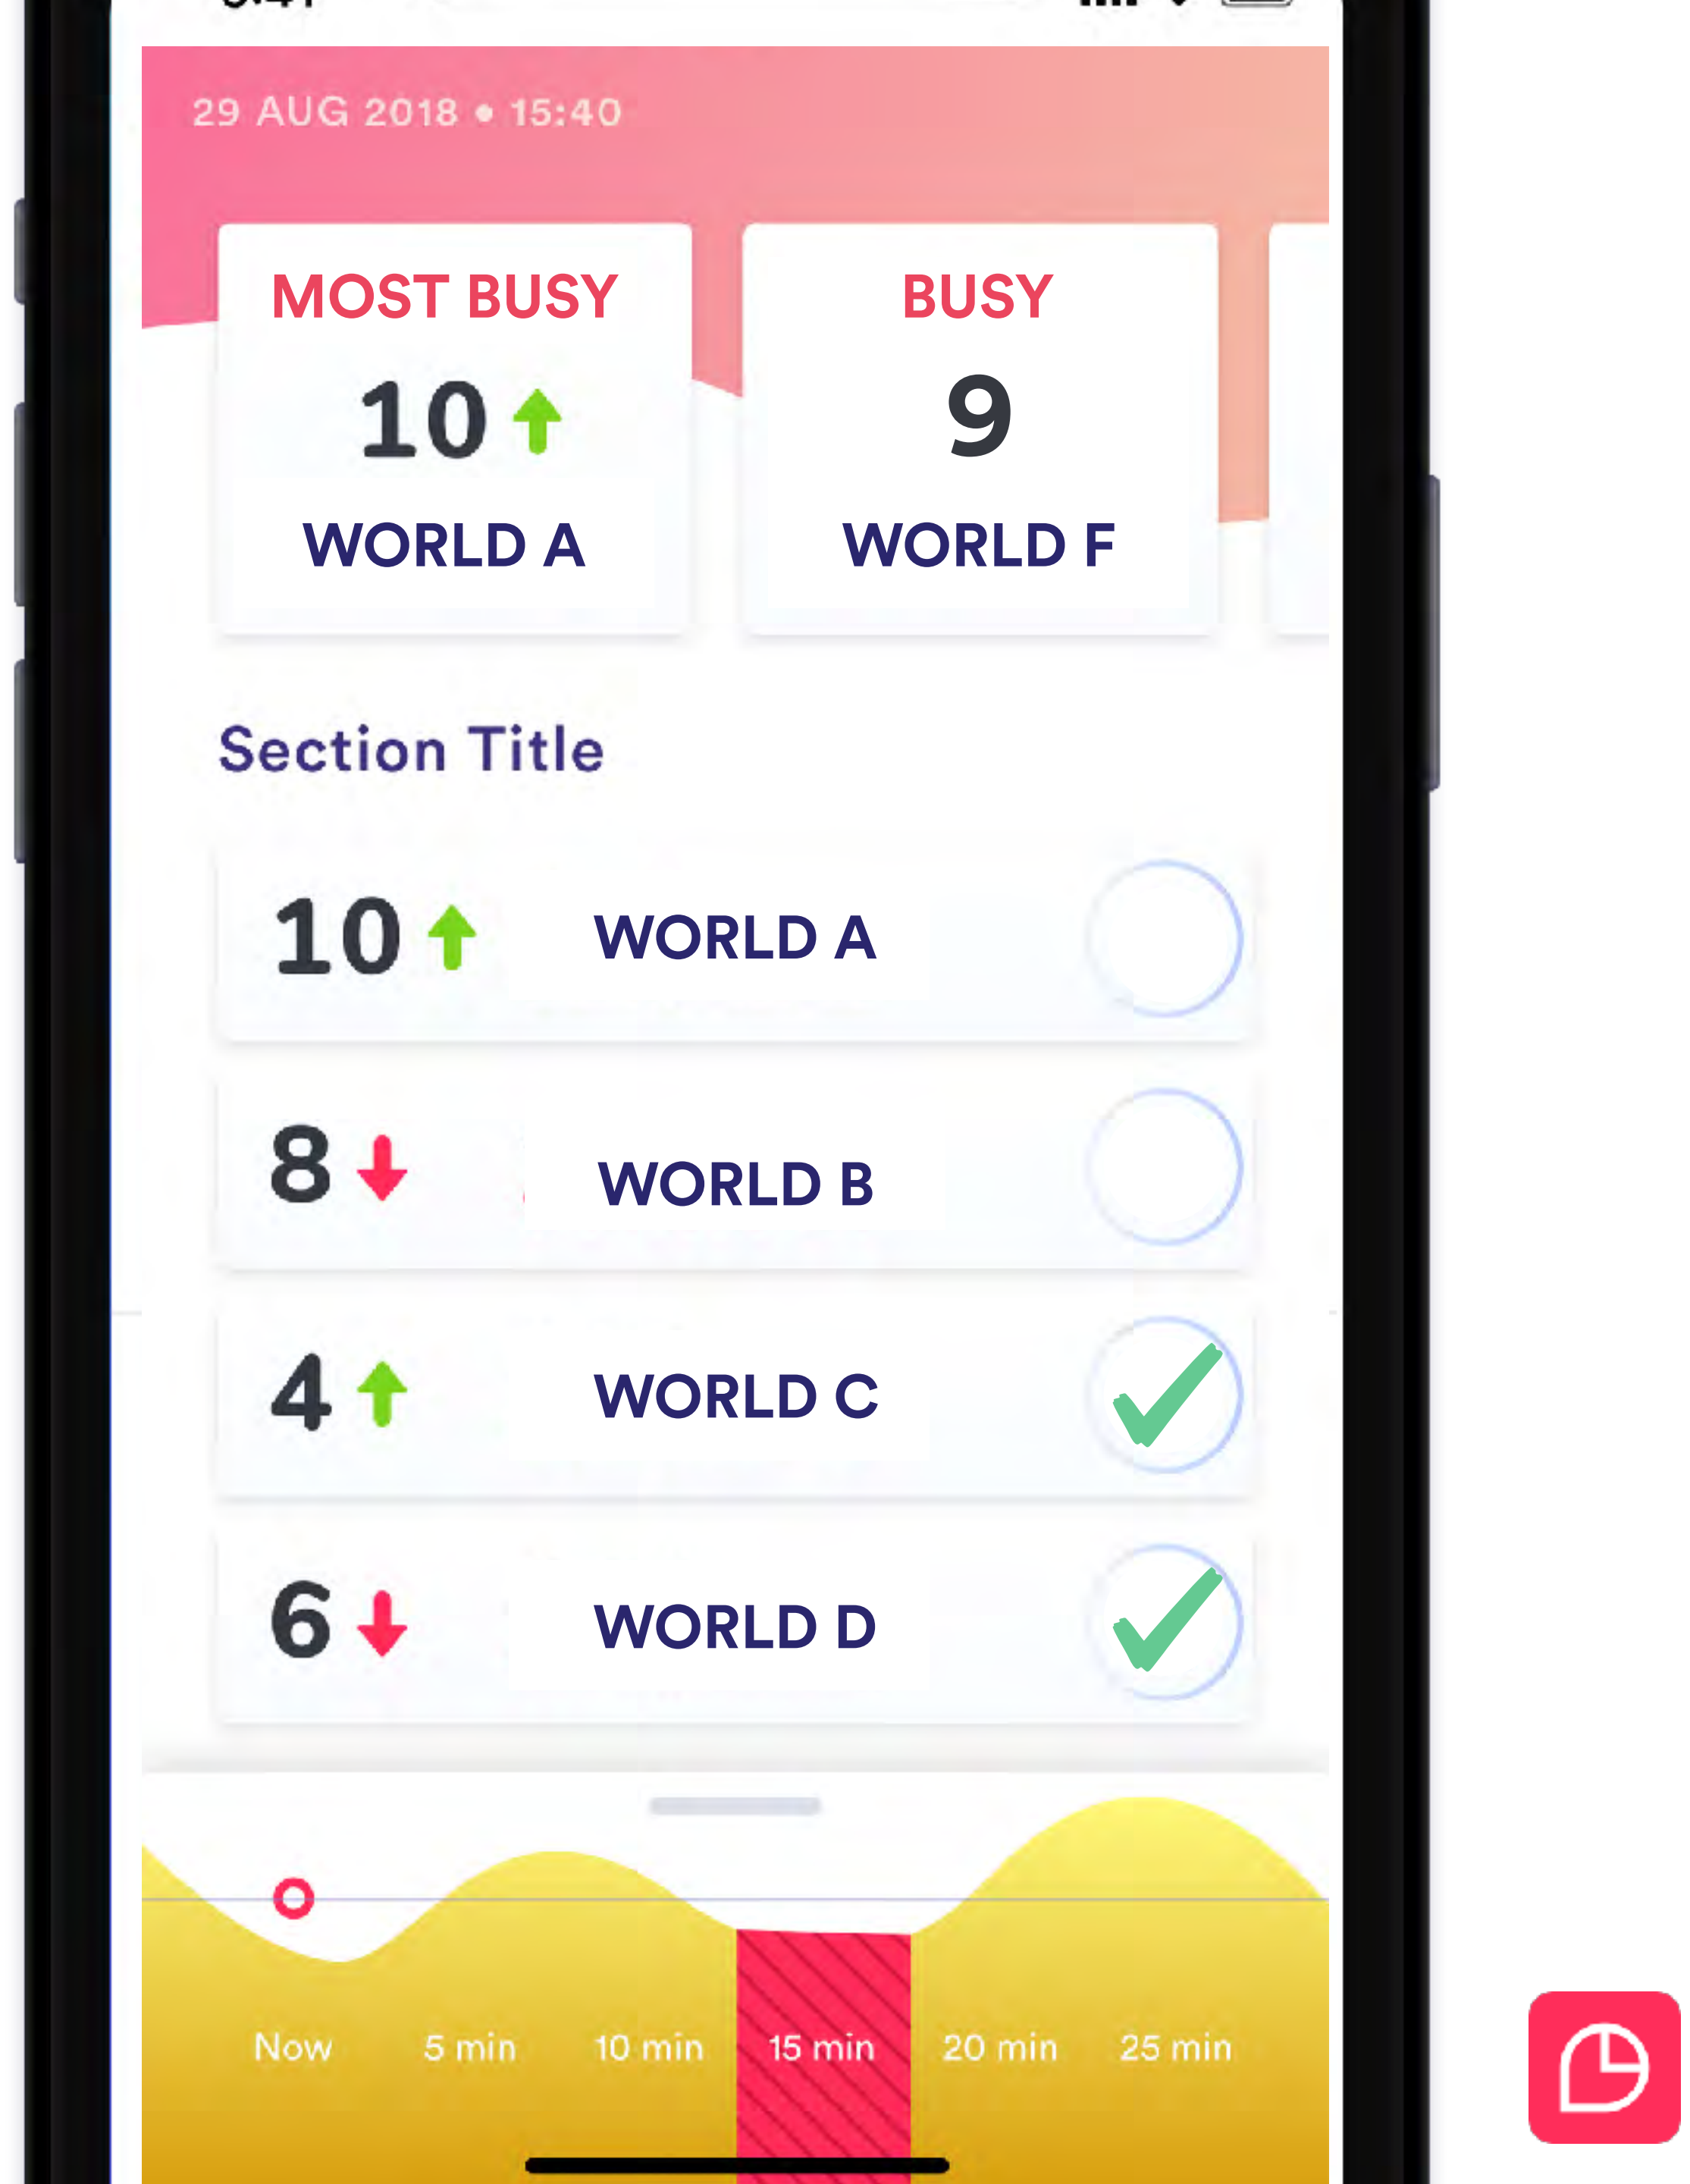 29 AUG 2018 • 15:40
MOST BUSY
10
WORLD A
BUSY
9
WORLD F
Section Title
10 WORLD A
8 WORLD B
4 WORLD C
6 WORLD D
Now 5 min 10 min 15 min 20 min 25 min